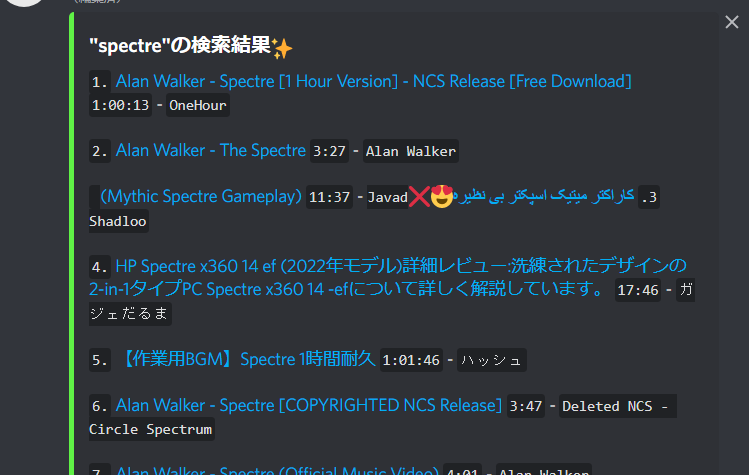 "spectre"の検索結果✨
1. Alan Walker - Spectre [1 Hour Version] - NCS Release [Free Download]
1:00:13 - OneHour
2. Alan Walker - The Spectre 3:27 - Alan Walker
3. کاراکتر میتیک اسپکتر بی نظیره😍❌(Mythic Spectre Gameplay) 11:37 - Javad
Shadloo
4. HP Spectre x360 14 ef (2022年モデル)詳細レビュー:洗練されたデザインの
2-in-1タイプPC Spectre x360 14 -efについて詳しく解説しています。 17:46 - ガ
ジェだるま
5. 【作業用BGM】Spectre 1時間耐久 1:01:46 - ハッシュ
6. Alan Walker - Spectre [COPYRIGHTED NCS Release] 3:47 - Deleted NCS -
Circle Spectrum
7. Alan Walker - Spectre (Official Music Video) 4:01 - Alan Walker